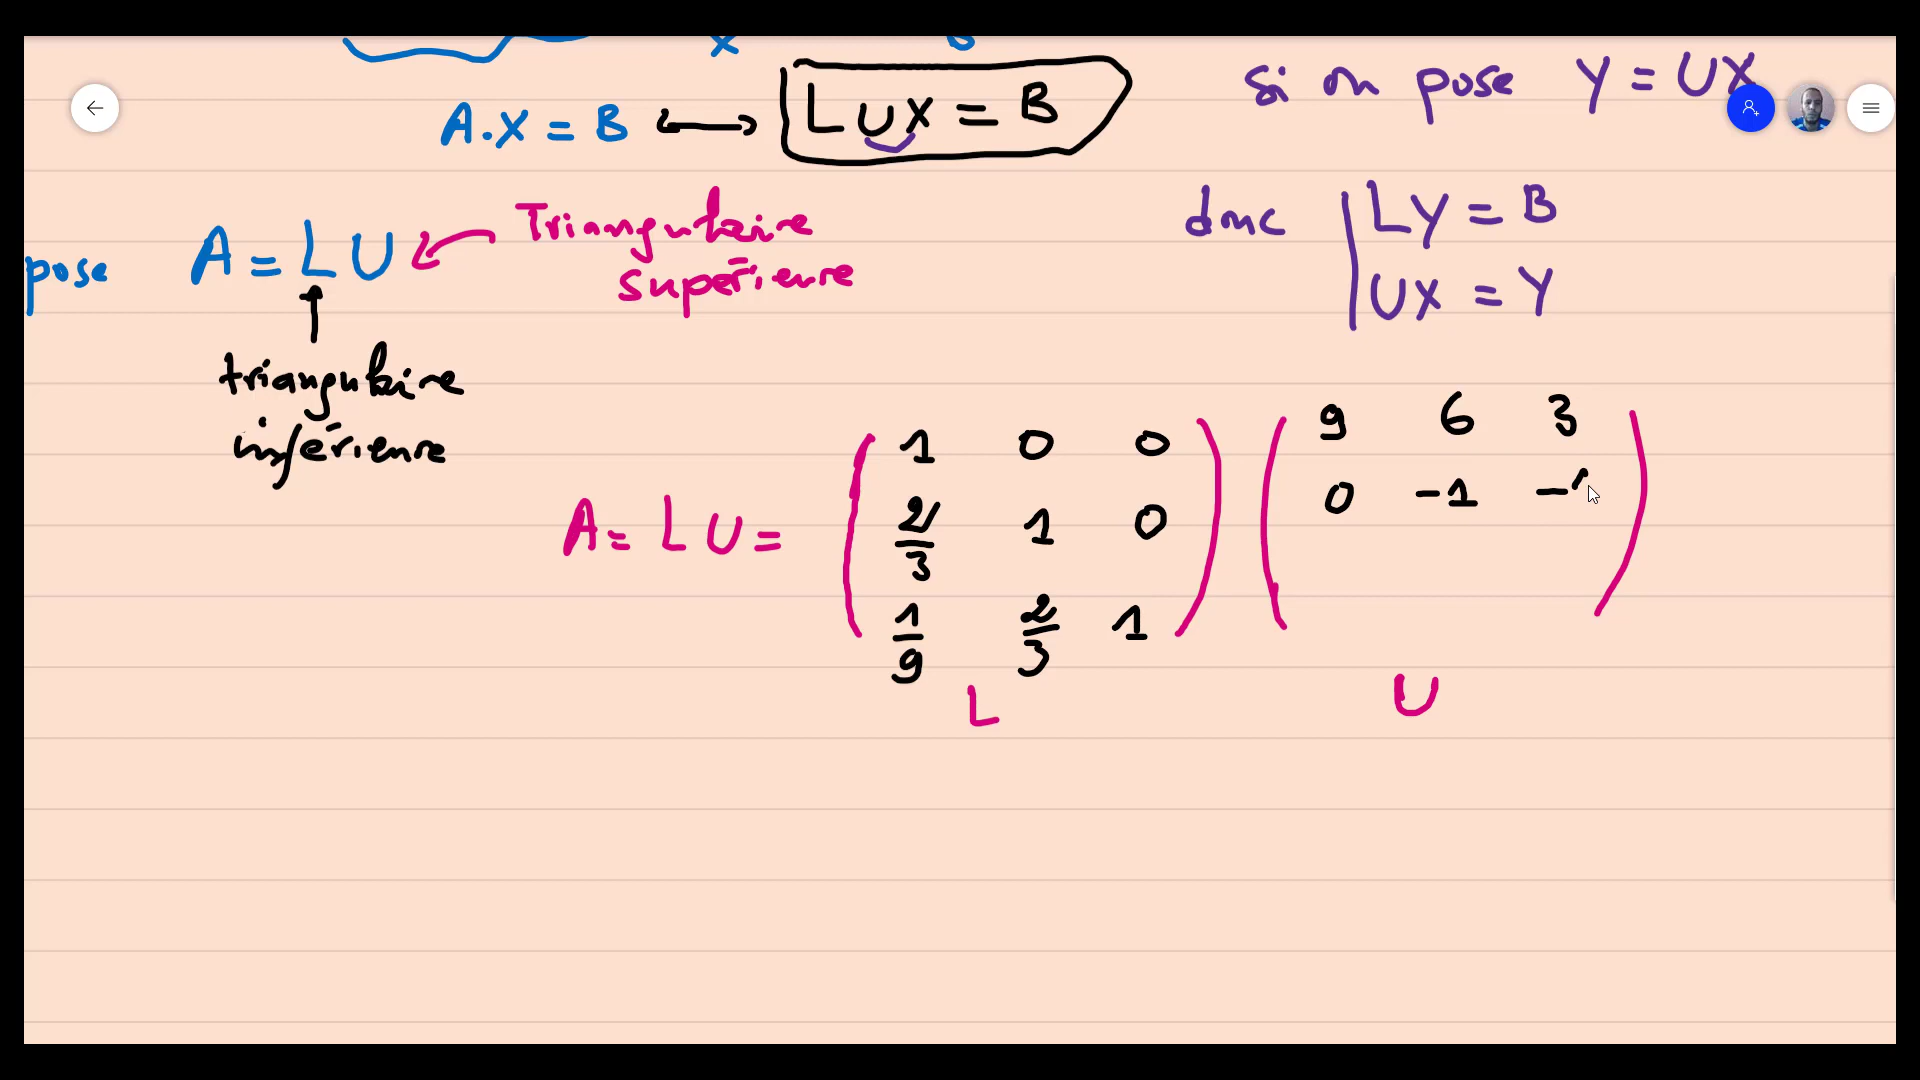 x B
A.X = B ⟷ LUX = B
si on pose Y = UX
donc LY = B
UX = Y
pose A = LU Triangulaire
supérieure
triangulaire
inférieure
A = LU = ( 1 0 0 ) ( 9 6 3 )
2/3 1 0 0 -1
1/9 2/3 1
L U